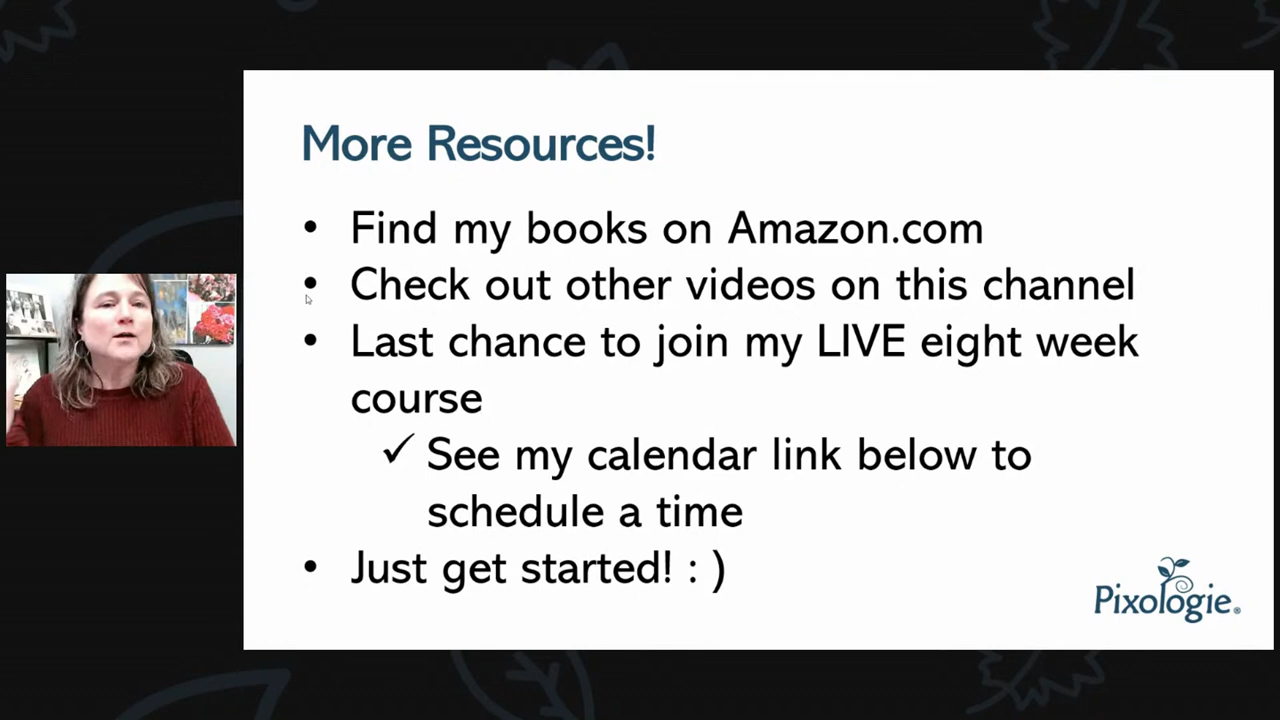 More Resources!
• Find my books on Amazon.com
• Check out other videos on this channel
• Last chance to join my LIVE eight week
course
✓ See my calendar link below to
schedule a time
• Just get started! : )
Pixologie®